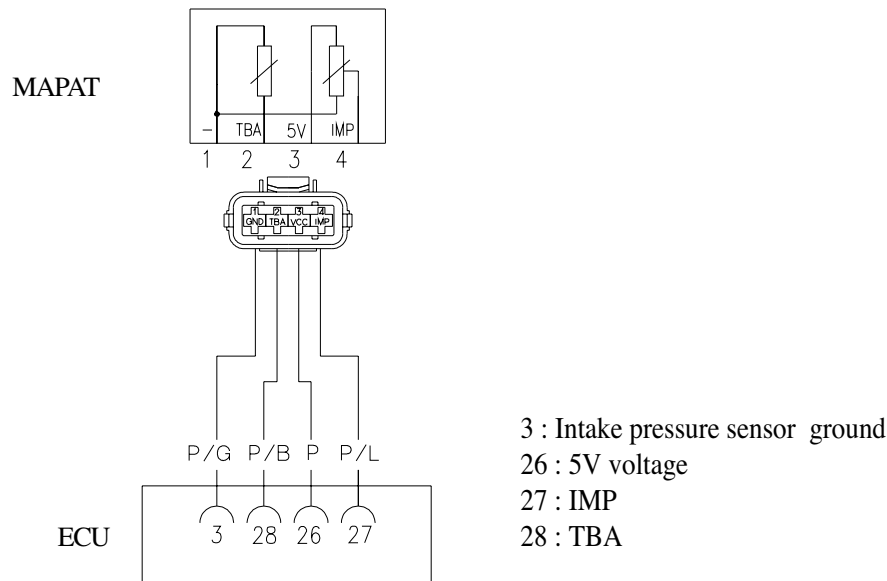 MAPAT
- TBA 5V IMP
1 2 3 4
1 2 3 4
GND TBA VCC IMP
P/G P/B P P/L
ECU
3 28 26 27
3 : Intake pressure sensor ground
26 : 5V voltage
27 : IMP
28 : TBA